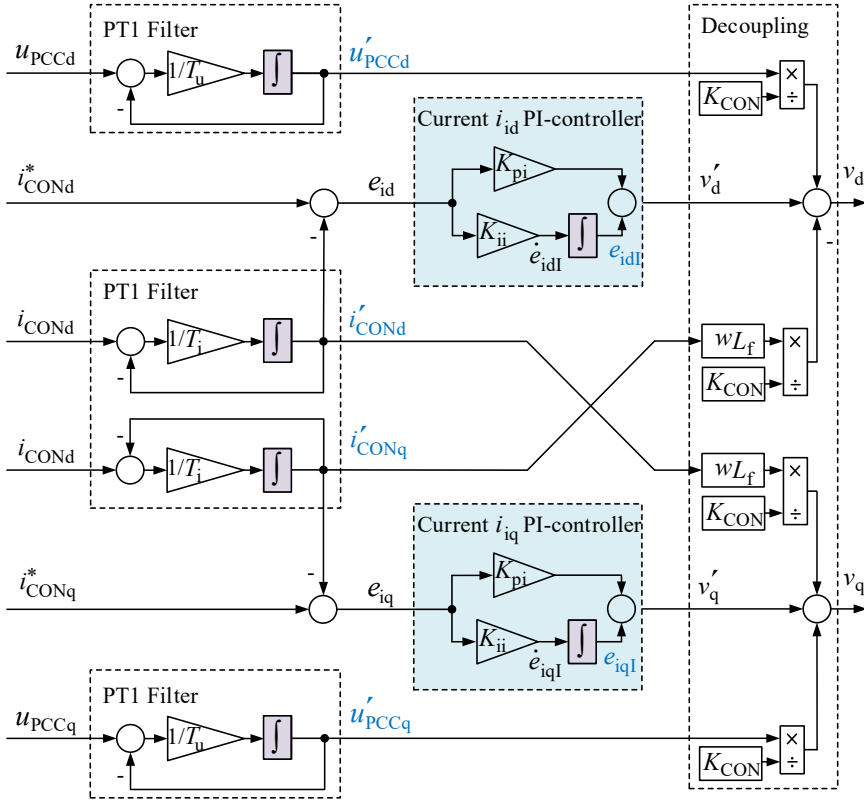 PT1 Filter
Decoupling
u_PCCd
-
1/T_u
∫
u′_PCCd
×
÷
K_CON
Current i_id PI-controller
i*_CONd
-
e_id
K_pi
K_ii
ė_idI
∫
e_idI
v′_d
v_d
-
PT1 Filter
i_CONd
-
1/T_i
∫
i′_CONd
wL_f
×
K_CON
÷
i_CONd
-
1/T_i
∫
i′_CONq
wL_f
×
K_CON
÷
Current i_iq PI-controller
i*_CONq
-
e_iq
K_pi
K_ii
ė_iqI
∫
e_iqI
v′_q
v_q
PT1 Filter
u_PCCq
-
1/T_u
∫
u′_PCCq
×
÷
K_CON